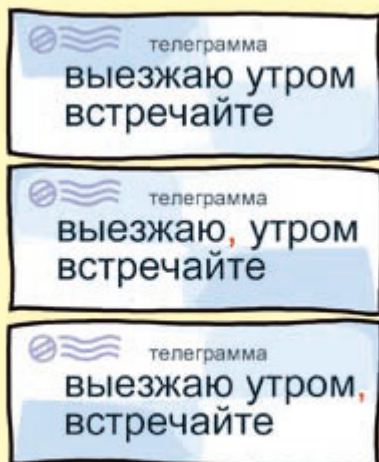 телеграмма
выезжаю утром
встречайте
телеграмма
выезжаю, утром
встречайте
телеграмма
выезжаю утром,
встречайте